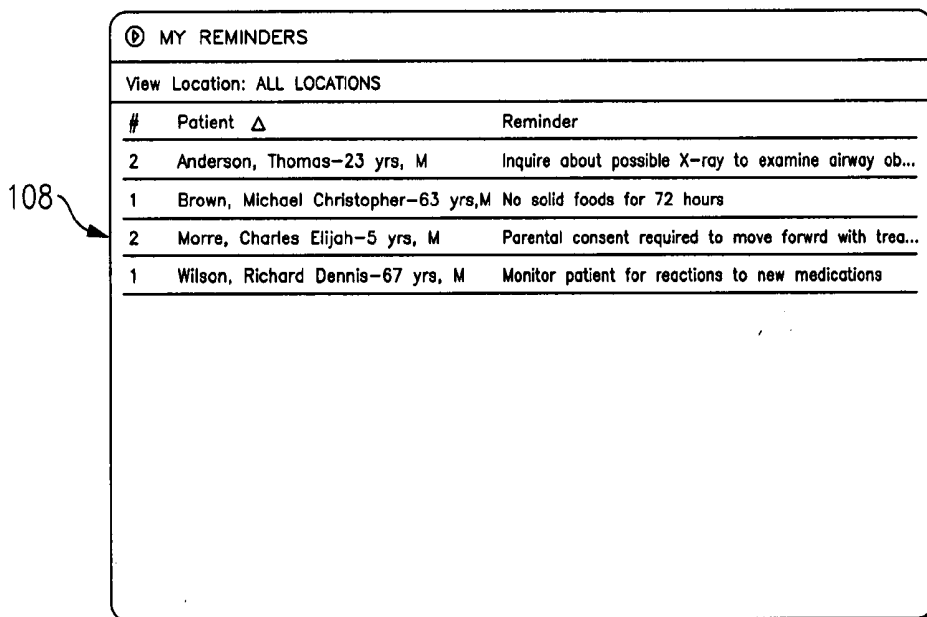 MY REMINDERS
View Location: ALL LOCATIONS
# Patient △ Reminder
2 Anderson, Thomas-23 yrs, M Inquire about possible X-ray to examine airway ob...
1 Brown, Michael Christopher-63 yrs,M No solid foods for 72 hours
108
2 Morre, Charles Elijah-5 yrs, M Parental consent required to move forwrd with trea...
1 Wilson, Richard Dennis-67 yrs, M Monitor patient for reactions to new medications